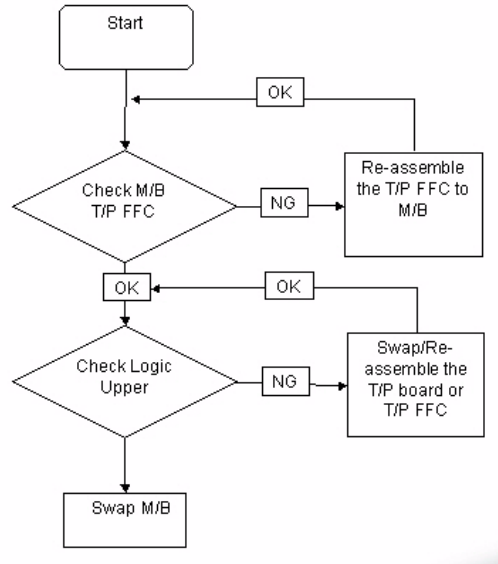 Start
OK
Check M/B
T/P FFC
NG
Re-assemble
the T/P FFC to
M/B
OK
OK
Check Logic
Upper
NG
Swap/Re-
assemble the
T/P board or
T/P FFC
Swap M/B